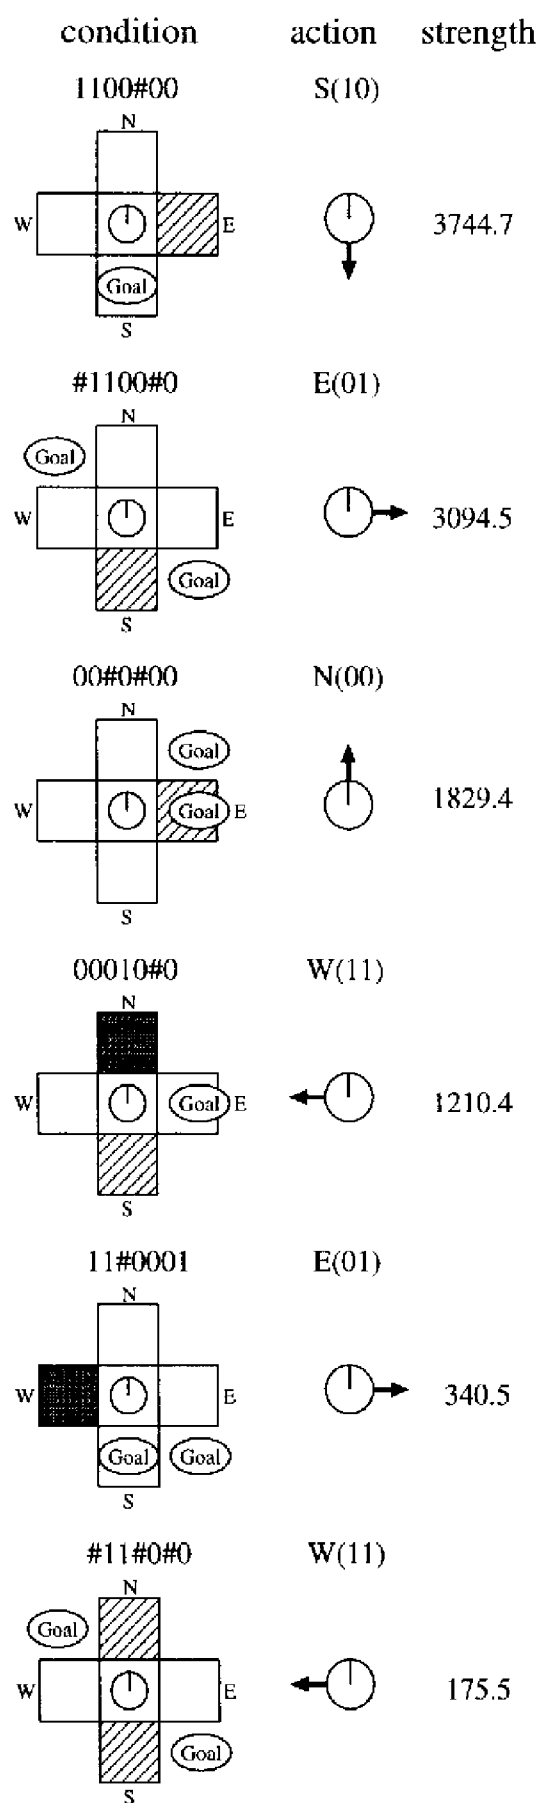 condition action strength
1100#00 S(10)
N
W E 3744.7
Goal
S
#1100#0 E(01)
N
Goal
W E 3094.5
Goal
S
00#0#00 N(00)
N
Goal
W Goal E 1829.4
S
00010#0 W(11)
N
W Goal E 1210.4
S
11#0001 E(01)
N
W E 340.5
Goal Goal
S
#11#0#0 W(11)
N
Goal
W E 175.5
Goal
S